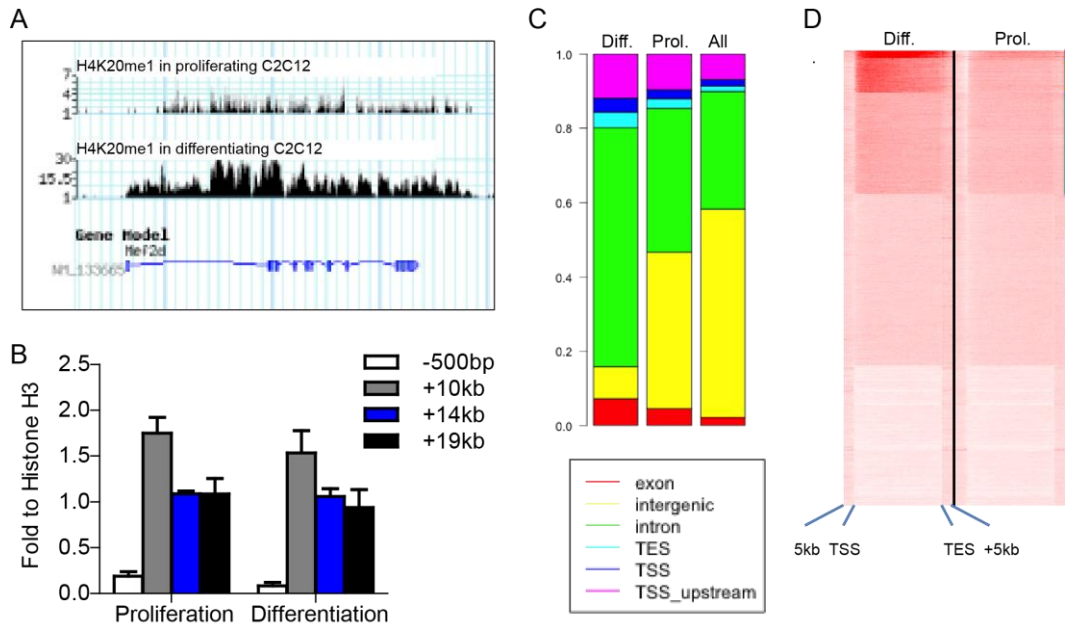 A
H4K20me1 in proliferating C2C12
7
4
1
H4K20me1 in differentiating C2C12
30
15.5
1
Gene Model
Mef2d
NM_133665
B
2.5
2.0
1.5
1.0
0.5
0.0
Fold to Histone H3
-500bp
+10kb
+14kb
+19kb
Proliferation Differentiation
C
Diff. Prol. All
1.0
0.8
0.6
0.4
0.2
0.0
exon
intergenic
intron
TES
TSS
TSS_upstream
D
Diff. Prol.
5kb TSS TES +5kb